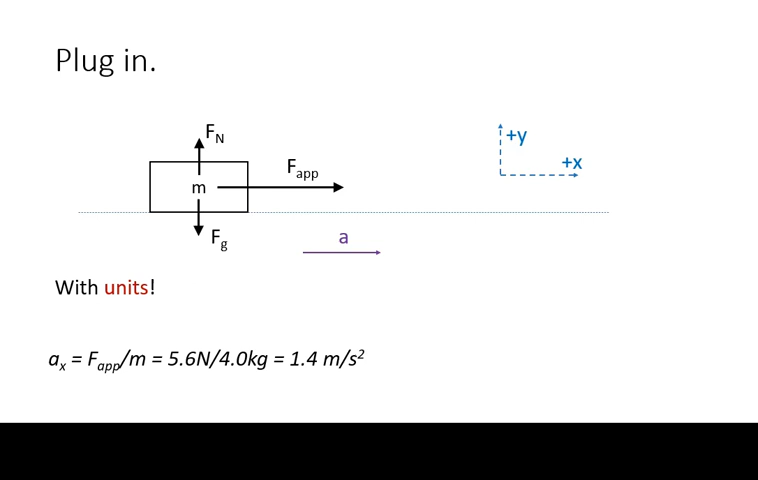 Plug in.
F_N
+y
F_app
+x
m
F_g
a
With units!
a_x = F_app/m = 5.6N/4.0kg = 1.4 m/s²